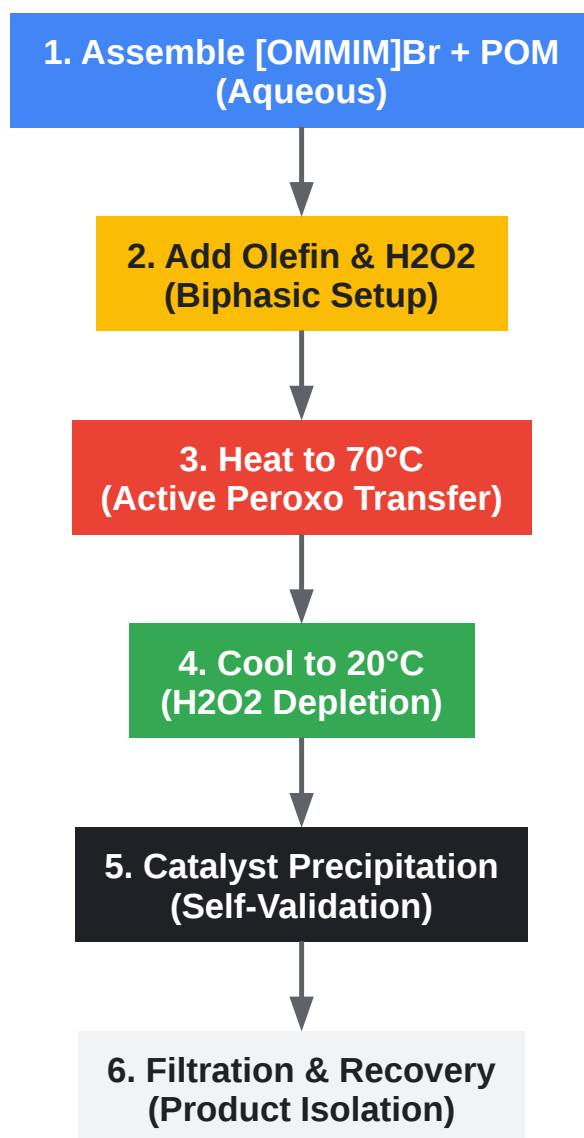 1. Assemble [OMMIM]Br + POM
(Aqueous)
2. Add Olefin & H2O2
(Biphasic Setup)
3. Heat to 70°C
(Active Peroxo Transfer)
4. Cool to 20°C
(H2O2 Depletion)
5. Catalyst Precipitation
(Self-Validation)
6. Filtration & Recovery
(Product Isolation)